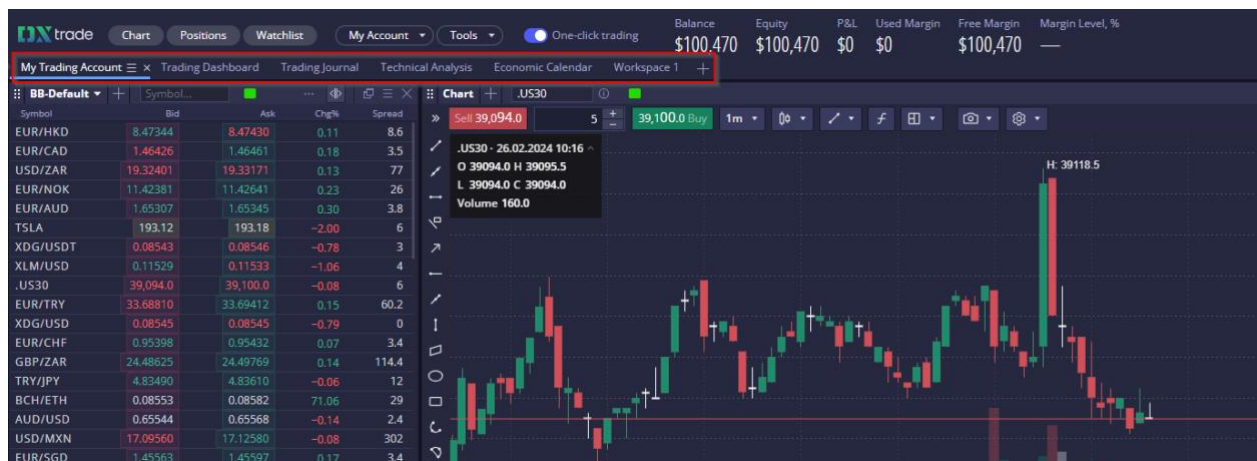 DX trade Chart Positions Watchlist My Account Tools One-click trading
Balance Equity P&L Used Margin Free Margin Margin Level, %
$100,470 $100,470 $0 $0 $100,470 —
My Trading Account × Trading Dashboard Trading Journal Technical Analysis Economic Calendar Workspace 1 +
BB-Default + Symbol... ···
Symbol Bid Ask Chg% Spread
EUR/HKD 8.47344 8.47430 0.11 8.6
EUR/CAD 1.46426 1.46461 0.18 3.5
USD/ZAR 19.32401 19.33171 0.13 77
EUR/NOK 11.42381 11.42641 0.23 26
EUR/AUD 1.65307 1.65345 0.30 3.8
TSLA 193.12 193.18 −2.00 6
XDG/USDT 0.08543 0.08546 −0.78 3
XLM/USD 0.11529 0.11533 −1.06 4
.US30 39,094.0 39,100.0 −0.08 6
EUR/TRY 33.68810 33.69412 0.15 60.2
XDG/USD 0.08545 0.08545 −0.79 0
EUR/CHF 0.95398 0.95432 0.07 3.4
GBP/ZAR 24.48625 24.49769 0.14 114.4
TRY/JPY 4.83490 4.83610 −0.06 12
BCH/ETH 0.08553 0.08582 71.06 29
AUD/USD 0.65544 0.65568 −0.14 2.4
USD/MXN 17.09560 17.12580 −0.08 302
EUR/SGD 1.45563 1.45597 0.17 3.4
Chart + .US30
Sell 39,094.0 5 + − 39,100.0 Buy 1m f
.US30 - 26.02.2024 10:16
O 39094.0 H 39095.5
L 39094.0 C 39094.0
Volume 160.0
H: 39118.5